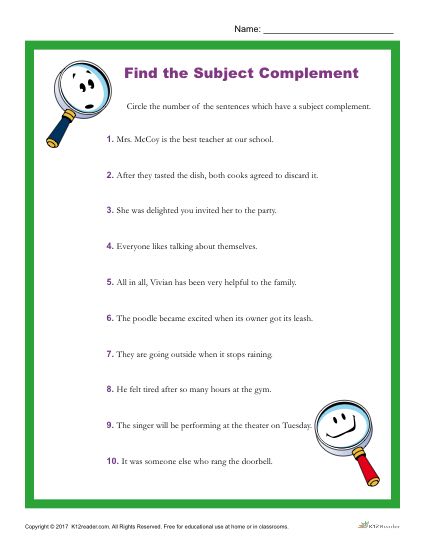 Name:
Find the Subject Complement
Circle the number of the sentences which have a subject complement.
1. Mrs. McCoy is the best teacher at our school.
2. After they tasted the dish, both cooks agreed to discard it.
3. She was delighted you invited her to the party.
4. Everyone likes talking about themselves.
5. All in all, Vivian has been very helpful to the family.
6. The poodle became excited when its owner got its leash.
7. They are going outside when it stops raining.
8. He felt tired after so many hours at the gym.
9. The singer will be performing at the theater on Tuesday.
10. It was someone else who rang the doorbell.
Copyright © 2017 K12reader.com. All Rights Reserved. Free for educational use at home or in classrooms.
K12Reader